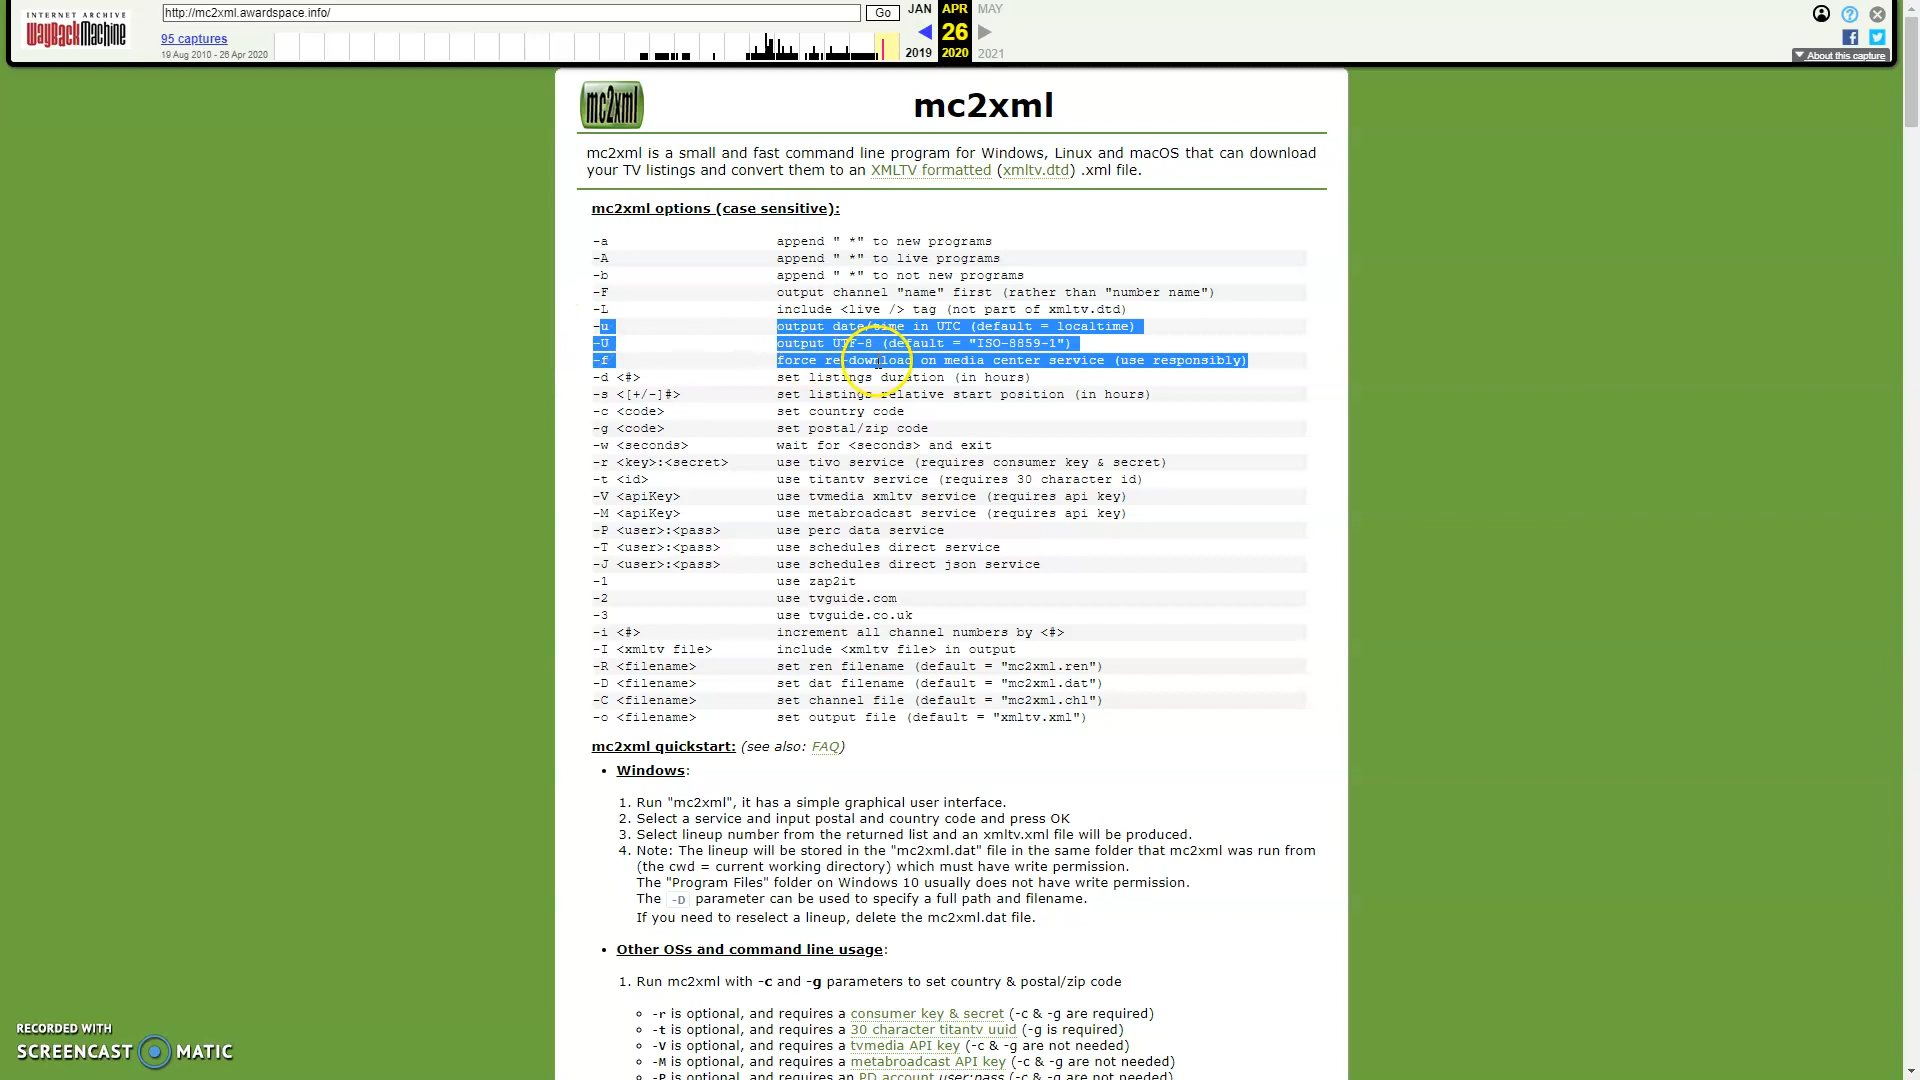 INTERNET ARCHIVE
WayBackMachine
http://mc2xml.awardspace.info/
Go
JAN APR MAY
95 captures
26
19 Aug 2010 - 26 Apr 2020
2019 2020 2021
About this capture
mc2xml
mc2xml
mc2xml is a small and fast command line program for Windows, Linux and macOS that can download
your TV listings and convert them to an XMLTV formatted (xmltv.dtd) .xml file.
mc2xml options (case sensitive):
-a append " *" to new programs
-A append " *" to live programs
-b append " *" to not new programs
-F output channel "name" first (rather than "number name")
-L include <live /> tag (not part of xmltv.dtd)
-u output date/time in UTC (default = localtime)
-U output UTF-8 (default = "ISO-8859-1")
-f force re-download on media center service (use responsibly)
-d <#> set listings duration (in hours)
-s <[+/-]#> set listings relative start position (in hours)
-c <code> set country code
-g <code> set postal/zip code
-w <seconds> wait for <seconds> and exit
-r <key>:<secret> use tivo service (requires consumer key & secret)
-t <id> use titantv service (requires 30 character id)
-V <apiKey> use tvmedia xmltv service (requires api key)
-M <apiKey> use metabroadcast service (requires api key)
-P <user>:<pass> use perc data service
-T <user>:<pass> use schedules direct service
-J <user>:<pass> use schedules direct json service
-1 use zap2it
-2 use tvguide.com
-3 use tvguide.co.uk
-i <#> increment all channel numbers by <#>
-I <xmltv file> include <xmltv file> in output
-R <filename> set ren filename (default = "mc2xml.ren")
-D <filename> set dat filename (default = "mc2xml.dat")
-C <filename> set channel file (default = "mc2xml.chl")
-o <filename> set output file (default = "xmltv.xml")
mc2xml quickstart: (see also: FAQ)
• Windows:
1. Run "mc2xml", it has a simple graphical user interface.
2. Select a service and input postal and country code and press OK
3. Select lineup number from the returned list and an xmltv.xml file will be produced.
4. Note: The lineup will be stored in the "mc2xml.dat" file in the same folder that mc2xml was run from
(the cwd = current working directory) which must have write permission.
The "Program Files" folder on Windows 10 usually does not have write permission.
The -D parameter can be used to specify a full path and filename.
If you need to reselect a lineup, delete the mc2xml.dat file.
• Other OSs and command line usage:
1. Run mc2xml with -c and -g parameters to set country & postal/zip code
-r is optional, and requires a consumer key & secret (-c & -g are required)
-t is optional, and requires a 30 character titantv uuid (-g is required)
-V is optional, and requires a tvmedia API key (-c & -g are not needed)
-M is optional, and requires a metabroadcast API key (-c & -g are not needed)
-P is optional, and requires an PD account user:pass (-c & -g are not needed)
RECORDED WITH
SCREENCAST MATIC